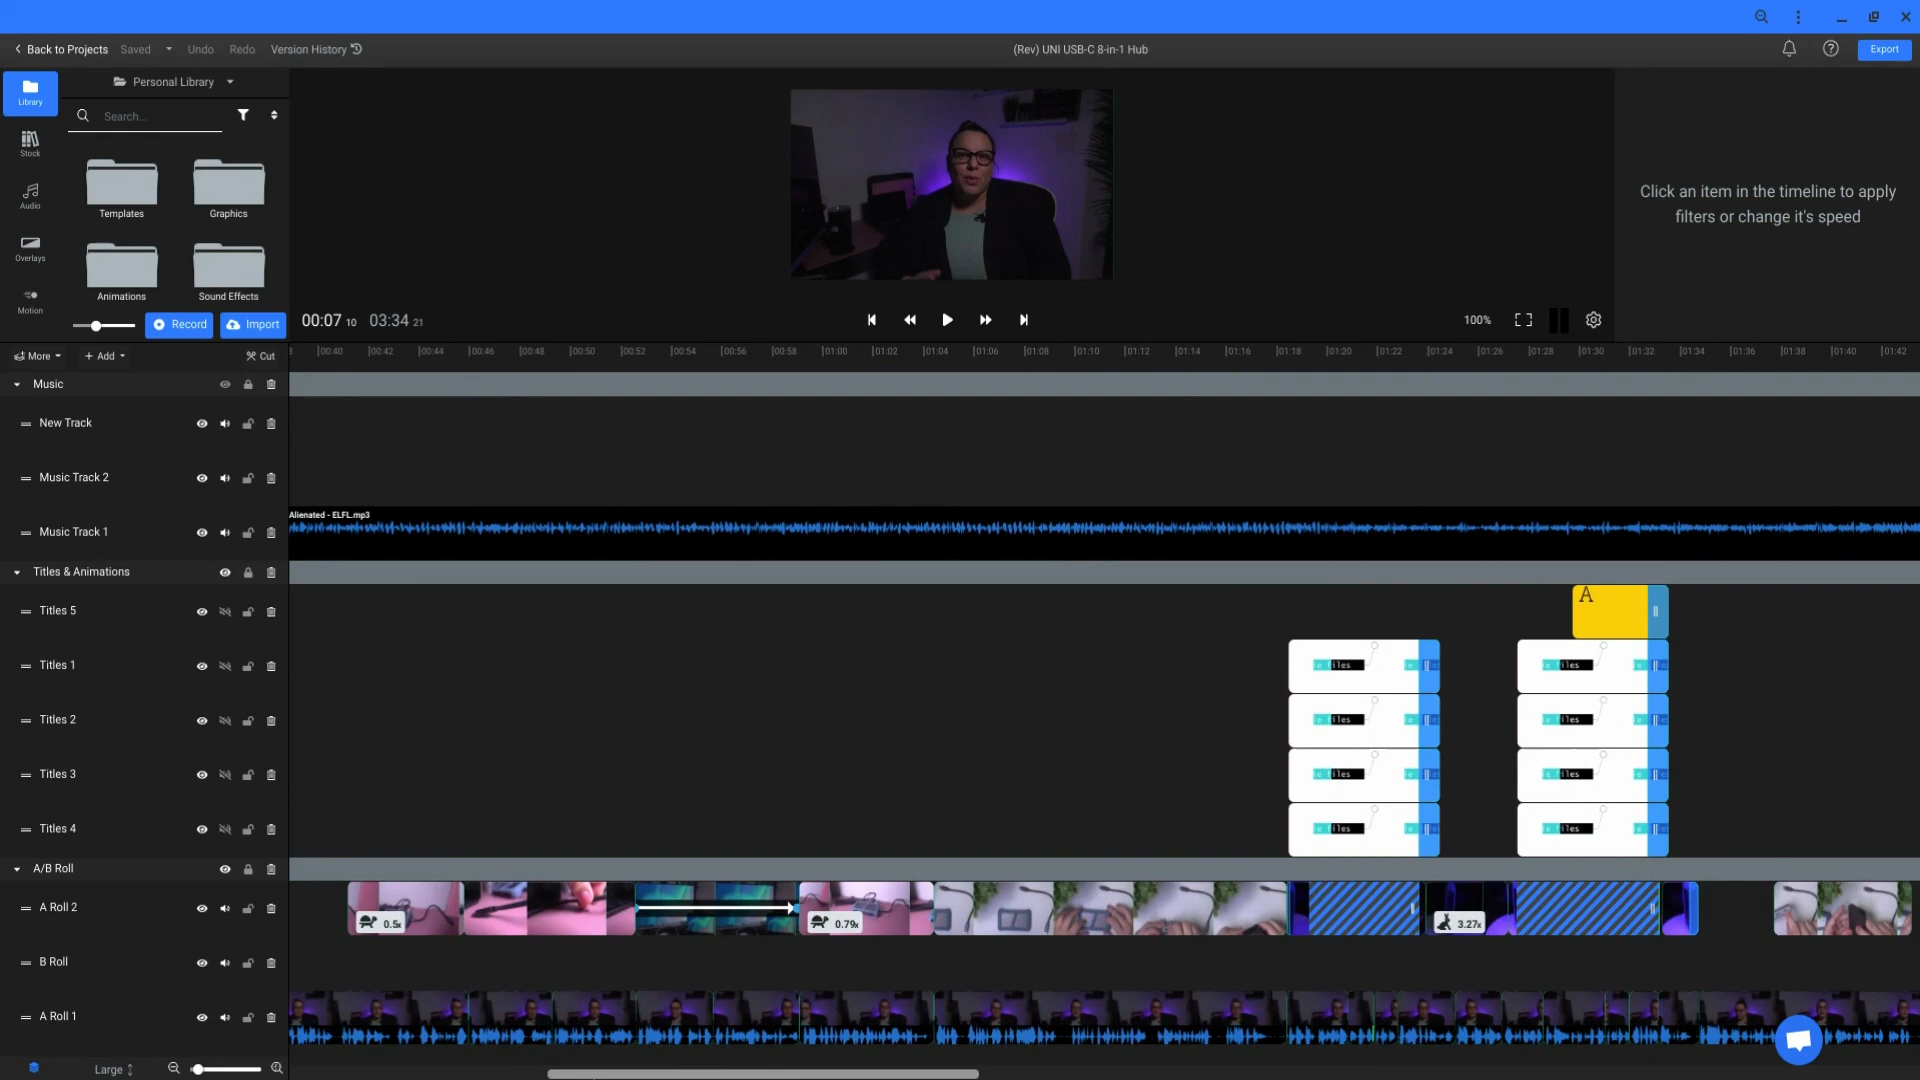 Back to Projects Saved Undo Redo Version History (Rev) UNI USB-C 8-in-1 Hub Export
Library
Personal Library
Search...
Stock
Audio
Overlays
Motion
Templates Graphics
Animations Sound Effects
Record Import
Click an item in the timeline to apply
filters or change it's speed
00:07 10 03:34 21 100%
More + Add Cut
00:40 00:42 00:44 00:46 00:48 00:50 00:52 00:54 00:56 00:58 01:00 01:02 01:04 01:06 01:08 01:10 01:12 01:14 01:16 01:18 01:20 01:22 01:24 01:26 01:28 01:30 01:32 01:34 01:36 01:38 01:40 01:42
Music
New Track
Music Track 2
Alienated - ELFL.mp3
Music Track 1
Titles & Animations
Titles 5 A
Titles 1
Titles 2
Titles 3
Titles 4
A/B Roll
A Roll 2
0.5x 0.79x 3.27x
B Roll
A Roll 1
Large